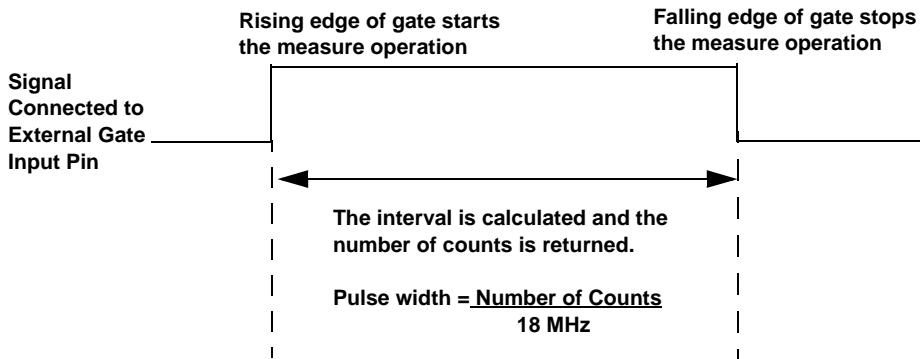 Rising edge of gate starts
the measure operation
Falling edge of gate stops
the measure operation
Signal
Connected to
External Gate
Input Pin
The interval is calculated and the
number of counts is returned.
Pulse width = Number of Counts
18 MHz